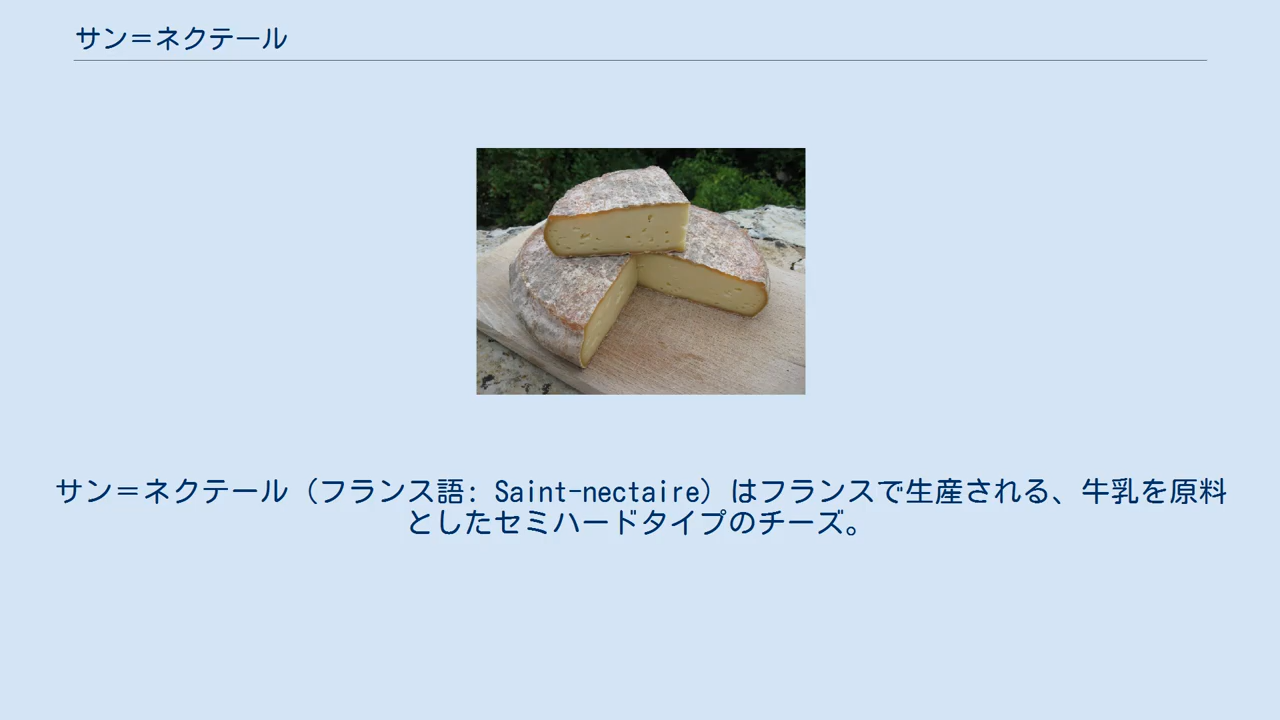 サン＝ネクテール
サン＝ネクテール（フランス語: Saint-nectaire）はフランスで生産される、牛乳を原料
としたセミハードタイプのチーズ。